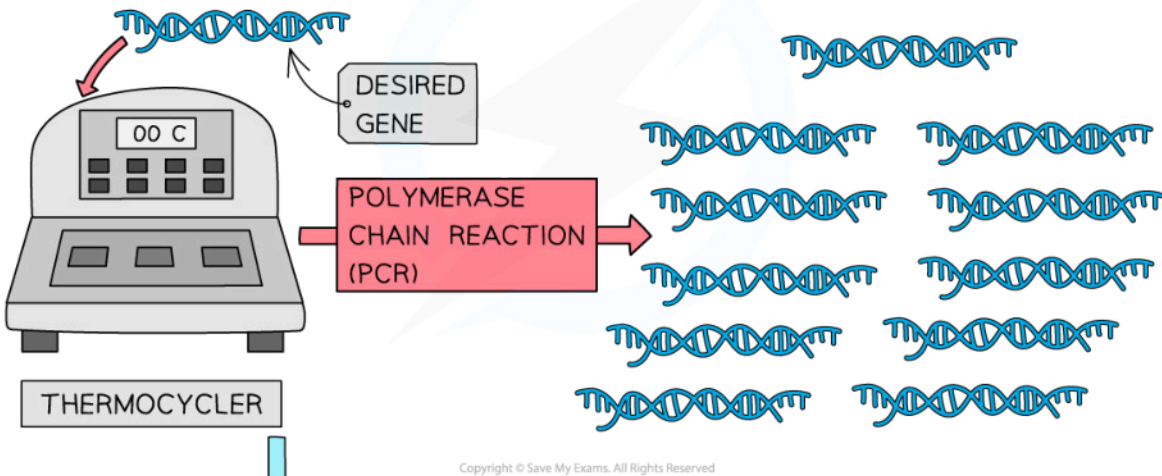 DESIRED
GENE
00 C
POLYMERASE
CHAIN REACTION
(PCR)
THERMOCYCLER
Copyright © Save My Exams. All Rights Reserved